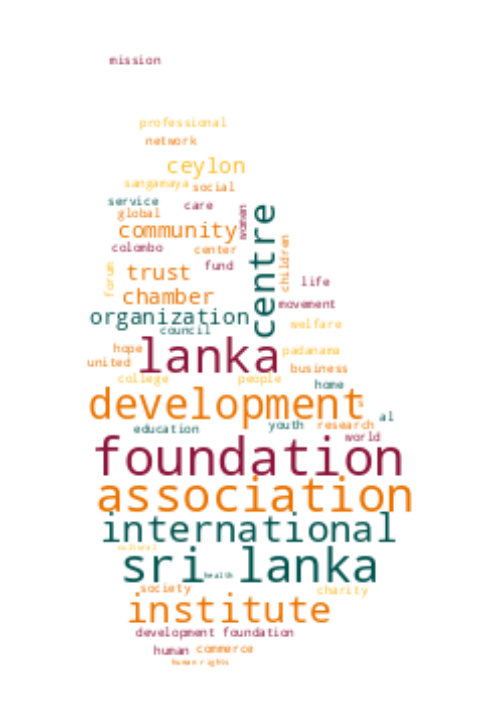 mission
professional
network
ceylon
sangamaya social
service
care
global
women
centre
community
colombo
center
children
forum
trust
fund
life
chamber
movement
organization
welfare
council
lanka
hope
padanama
united
business
college
people
home
development
s
al
education
youth
research
world
foundation
association
international
cultural
sri lanka
health
society
charity
institute
development foundation
human
commerce
human rights